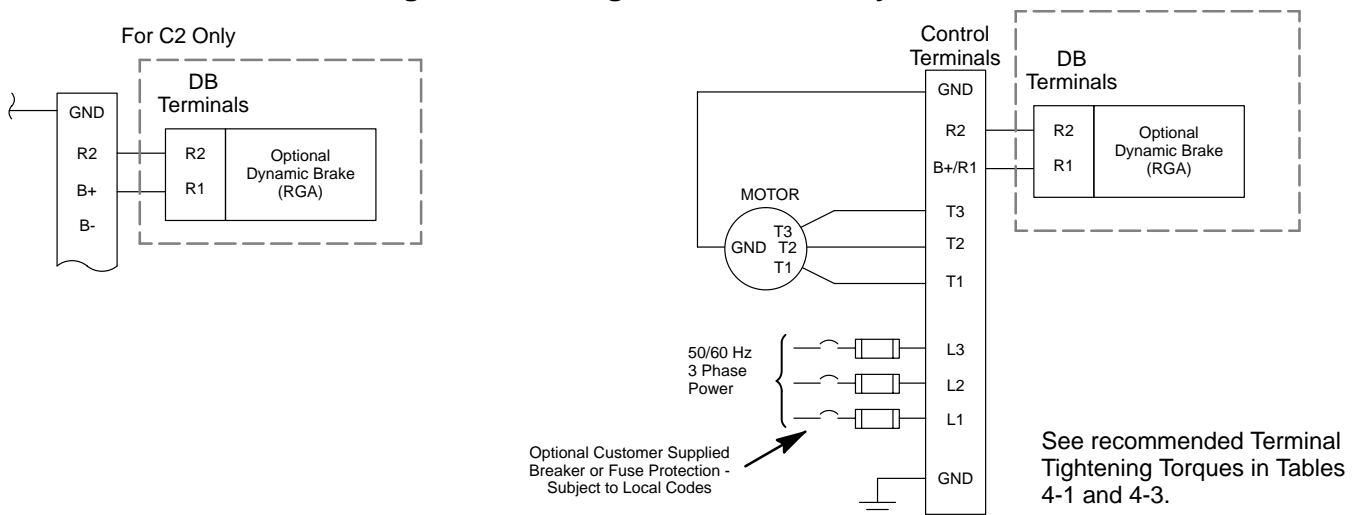 For C2 Only
DB
Terminals
GND
R2
B+
B-
R2
R1
Optional
Dynamic Brake
(RGA)
Control
Terminals
GND
R2
B+/R1
T3
T2
T1
L3
L2
L1
GND
DB
Terminals
R2
R1
Optional
Dynamic Brake
(RGA)
MOTOR
GND
T3
T2
T1
50/60 Hz
3 Phase
Power
Optional Customer Supplied
Breaker or Fuse Protection -
Subject to Local Codes
See recommended Terminal
Tightening Torques in Tables
4-1 and 4-3.